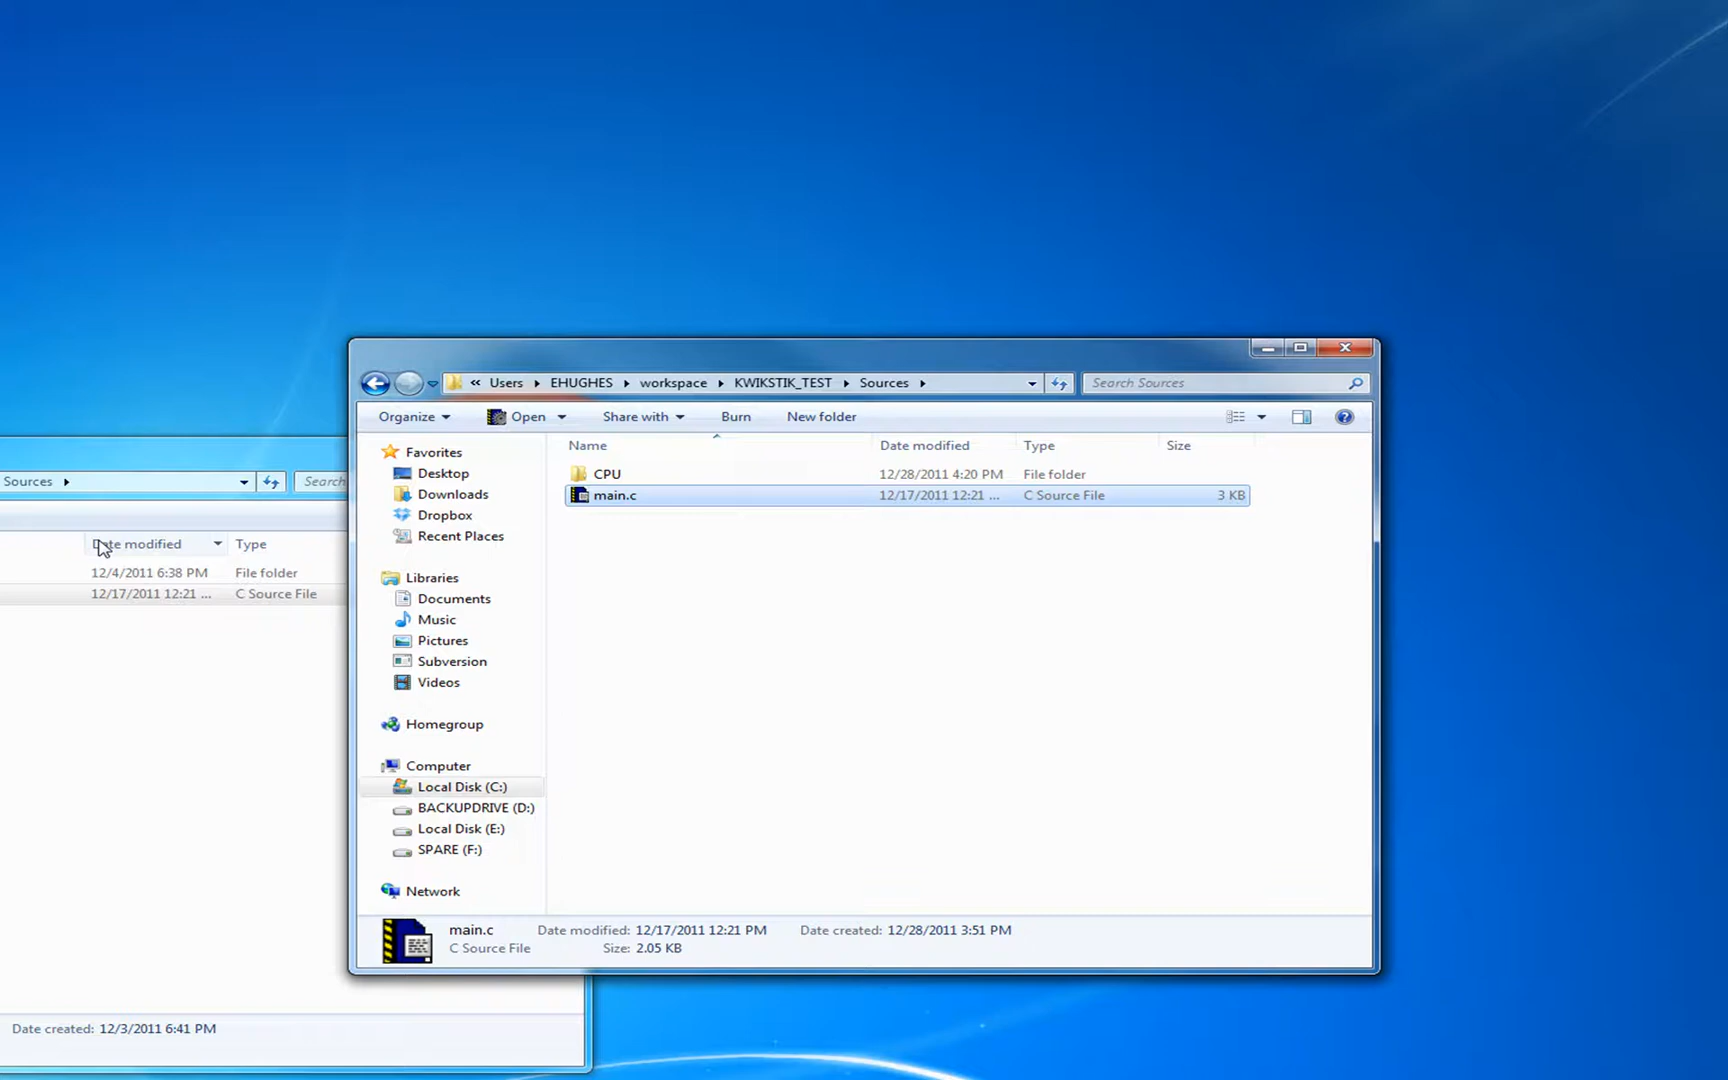 « Users EHUGHES workspace KWIKSTIK_TEST Sources
Search Sources
Organize Open Share with Burn New folder
Name Date modified Type Size
CPU 12/28/2011 4:20 PM File folder
main.c 12/17/2011 12:21 ... C Source File 3 KB
Favorites
Desktop
Downloads
Dropbox
Recent Places
Libraries
Documents
Music
Pictures
Subversion
Videos
Homegroup
Computer
Local Disk (C:)
BACKUPDRIVE (D:)
Local Disk (E:)
SPARE (F:)
Network
main.c Date modified: 12/17/2011 12:21 PM Date created: 12/28/2011 3:51 PM
C Source File Size: 2.05 KB
Sources Search
Date modified Type
12/4/2011 6:38 PM File folder
12/17/2011 12:21 ... C Source File
Date created: 12/3/2011 6:41 PM